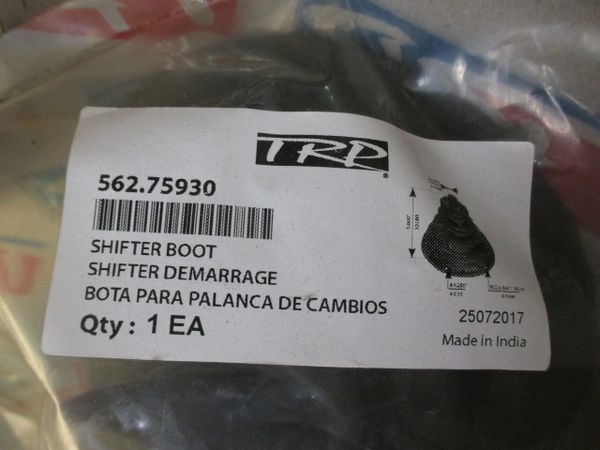 TRP
®
562.75930
SHIFTER BOOT
SHIFTER DEMARRAGE
BOTA PARA PALANCA DE CAMBIOS
Qty : 1 EA
25072017
Made in India